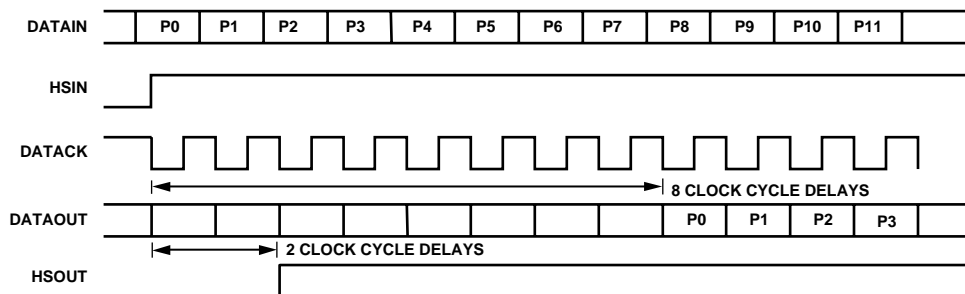 DATAIN P0 P1 P2 P3 P4 P5 P6 P7 P8 P9 P10 P11
HSIN
DATACK
8 CLOCK CYCLE DELAYS
DATAOUT P0 P1 P2 P3
2 CLOCK CYCLE DELAYS
HSOUT